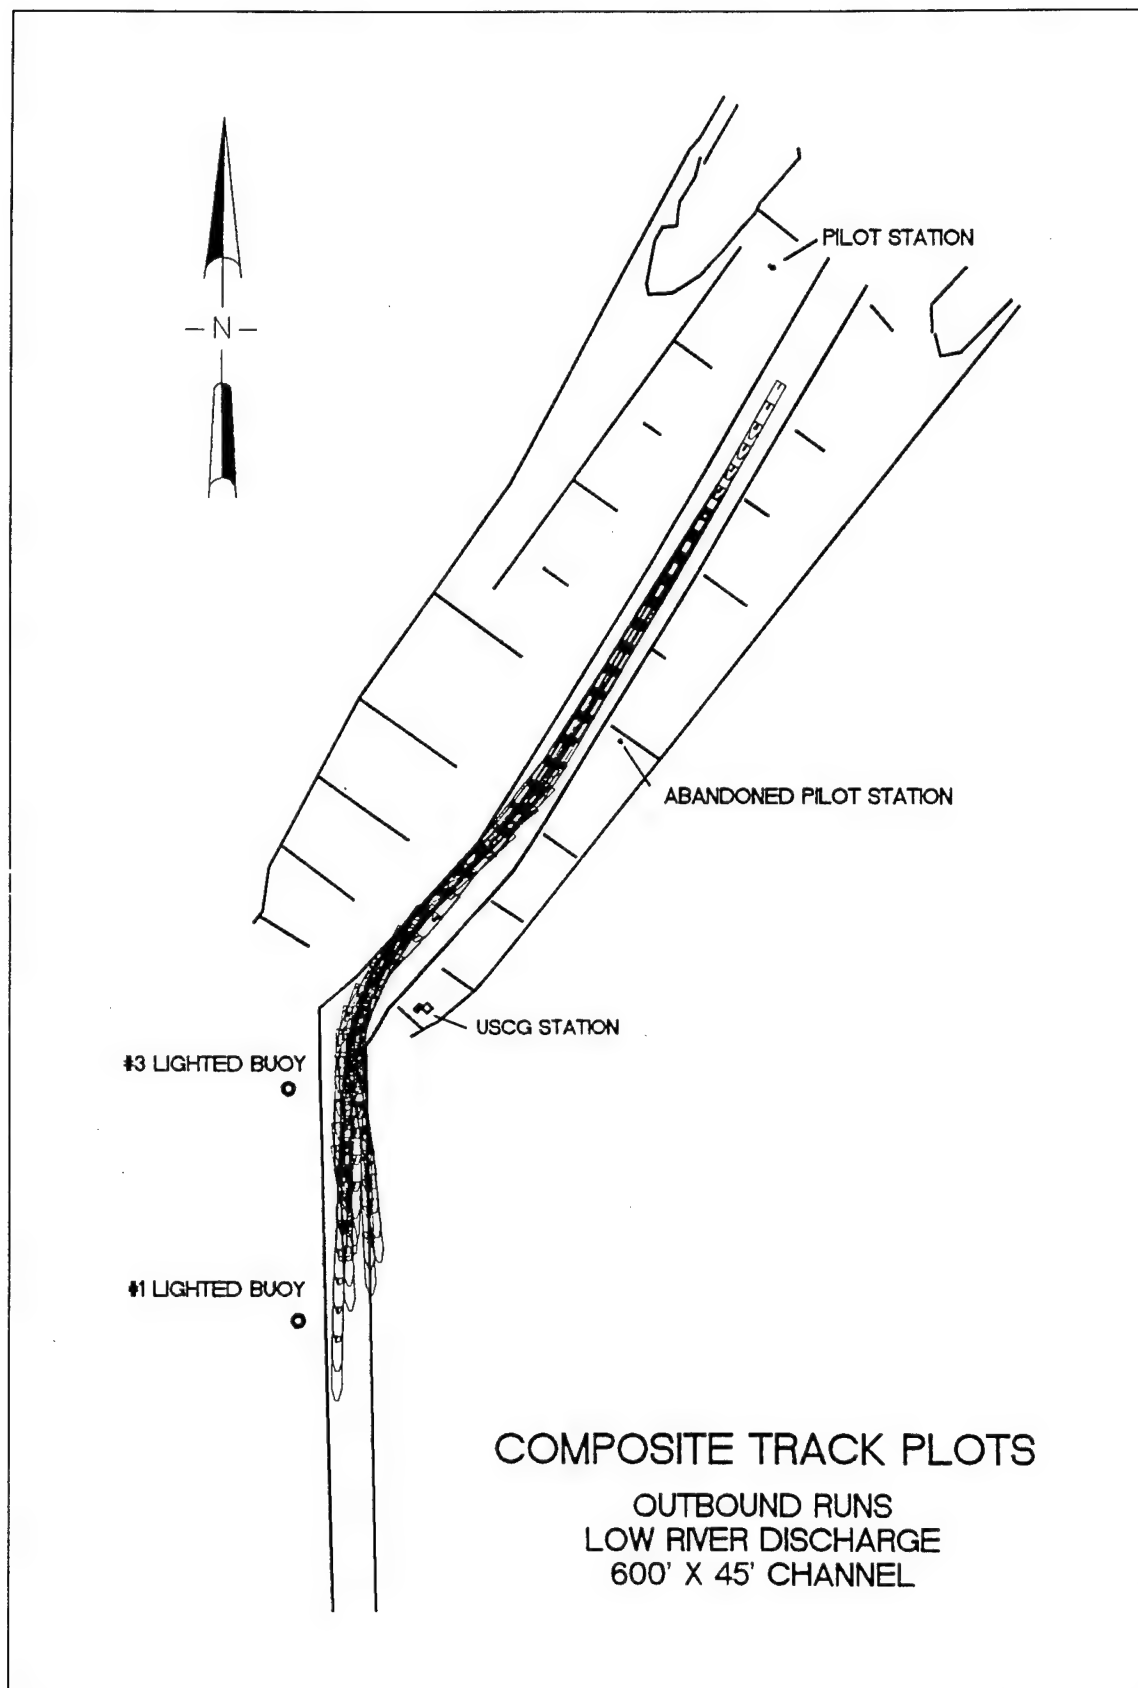 PILOT STATION
- N -
ABANDONED PILOT STATION
USCG STATION
#3 LIGHTED BUOY
#1 LIGHTED BUOY
COMPOSITE TRACK PLOTS
OUTBOUND RUNS
LOW RIVER DISCHARGE
600' X 45' CHANNEL